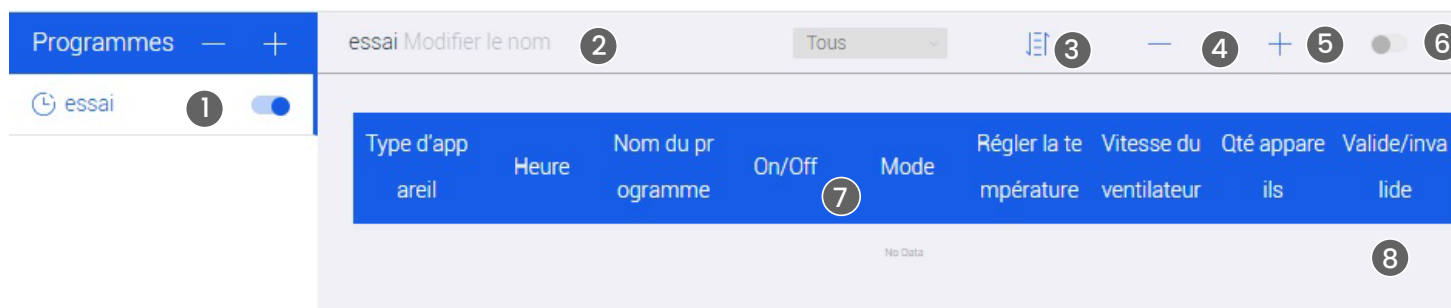 Programmes — +
essai Modifier le nom 2 Tous 3 — 4 + 5 6
essai 1
Type d'app
areil
Heure
Nom du pr
ogramme
On/Off
7
Mode
Régler la te
mpérature
Vitesse du
ventilateur
Qté appare
ils
Valide/inva
lide
No Data
8